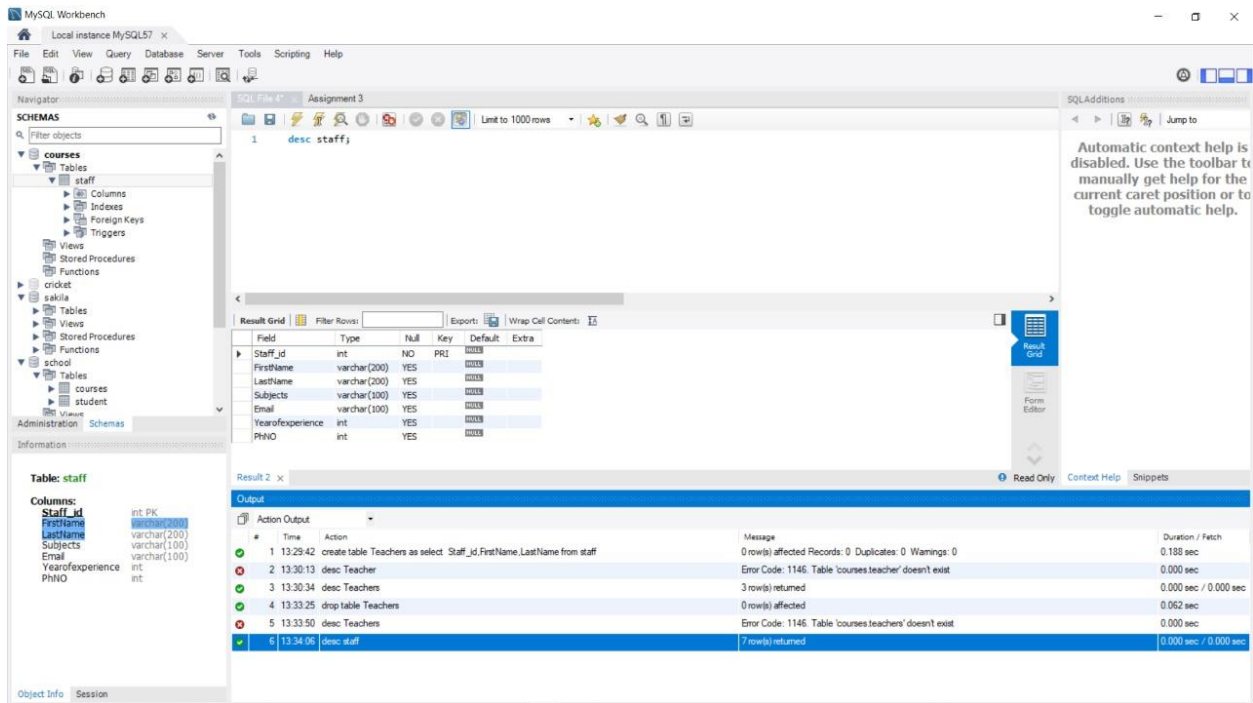 MySQL Workbench
Local instance MySQL57
File Edit View Query Database Server Tools Scripting Help
Navigator
SCHEMAS
Filter objects
courses
Tables
staff
Columns
Indexes
Foreign Keys
Triggers
Views
Stored Procedures
Functions
cricket
sakila
Tables
Views
Stored Procedures
Functions
school
Tables
courses
student
Views
Administration Schemas
Information
Table: staff
Columns:
Staff_id int PK
FirstName varchar(200)
LastName varchar(200)
Subjects varchar(100)
Email varchar(100)
Yearofexperience int
PhNO int
Object Info Session
SQL File 4* Assignment 3
Limit to 1000 rows
1 desc staff;
Result Grid Filter Rows: Export: Wrap Cell Content:
Field Type Null Key Default Extra
Staff_id int NO PRI NULL
FirstName varchar(200) YES NULL
LastName varchar(200) YES NULL
Subjects varchar(100) YES NULL
Email varchar(100) YES NULL
Yearofexperience int YES NULL
PhNO int YES NULL
Result Grid
Form Editor
Result 2 Read Only
Output
Action Output
# Time Action Message Duration / Fetch
1 13:29:42 create table Teachers as select Staff_id,FirstName,LastName from staff 0 row(s) affected Records: 0 Duplicates: 0 Warnings: 0 0.188 sec
2 13:30:13 desc Teacher Error Code: 1146. Table 'courses.teacher' doesn't exist 0.000 sec
3 13:30:34 desc Teachers 3 row(s) returned 0.000 sec / 0.000 sec
4 13:33:25 drop table Teachers 0 row(s) affected 0.062 sec
5 13:33:50 desc Teachers Error Code: 1146. Table 'courses.teachers' doesn't exist 0.000 sec
6 13:34:06 desc staff 7 row(s) returned 0.000 sec / 0.000 sec
SQLAdditions
Jump to
Automatic context help is
disabled. Use the toolbar to
manually get help for the
current caret position or to
toggle automatic help.
Context Help Snippets